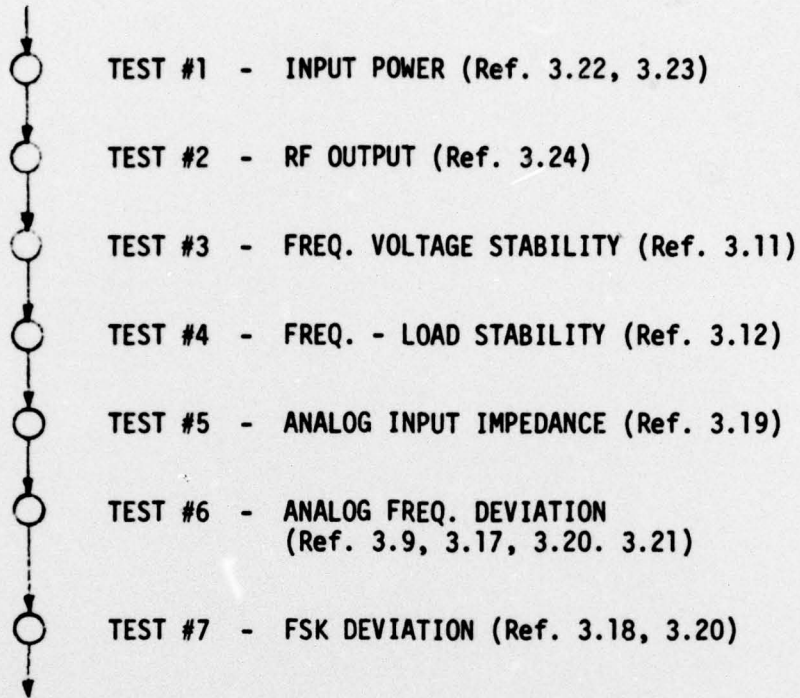 TEST #1 - INPUT POWER (Ref. 3.22, 3.23)
TEST #2 - RF OUTPUT (Ref. 3.24)
TEST #3 - FREQ. VOLTAGE STABILITY (Ref. 3.11)
TEST #4 - FREQ. - LOAD STABILITY (Ref. 3.12)
TEST #5 - ANALOG INPUT IMPEDANCE (Ref. 3.19)
TEST #6 - ANALOG FREQ. DEVIATION
(Ref. 3.9, 3.17, 3.20. 3.21)
TEST #7 - FSK DEVIATION (Ref. 3.18, 3.20)